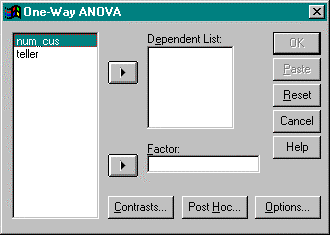 One-Way ANOVA
num_cus
teller
Dependent List:
Factor:
OK
Paste
Reset
Cancel
Help
Contrasts...
Post Hoc...
Options...